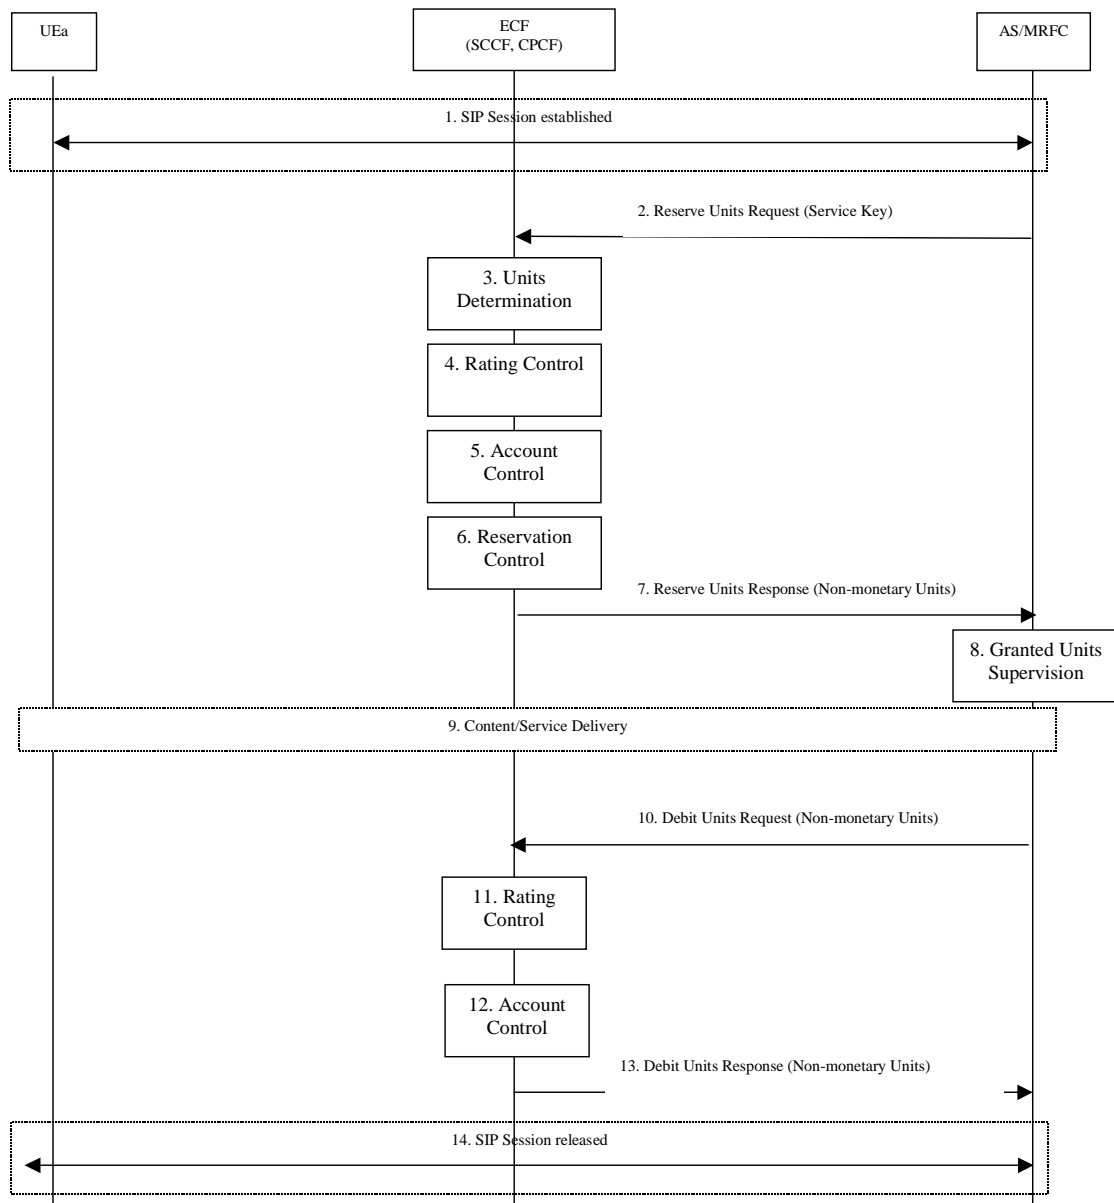 UEa
ECF
(SCCF, CPCF)
AS/MRFC
1. SIP Session established
2. Reserve Units Request (Service Key)
3. Units
Determination
4. Rating Control
5. Account
Control
6. Reservation
Control
7. Reserve Units Response (Non-monetary Units)
8. Granted Units
Supervision
9. Content/Service Delivery
10. Debit Units Request (Non-monetary Units)
11. Rating
Control
12. Account
Control
13. Debit Units Response (Non-monetary Units)
14. SIP Session released